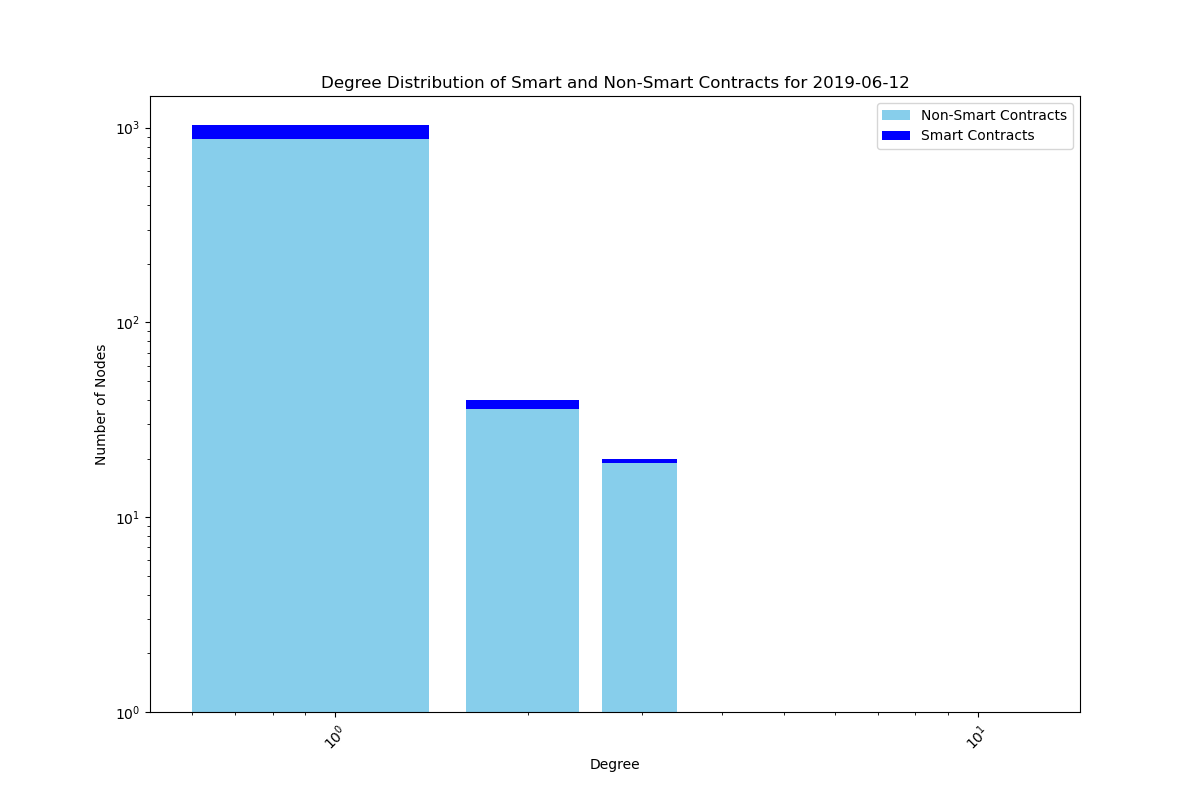 Degree Distribution of Smart and Non-Smart Contracts for 2019-06-12
Non-Smart Contracts
Smart Contracts
Number of Nodes
10³
10²
10¹
10⁰
10⁰
10¹
Degree